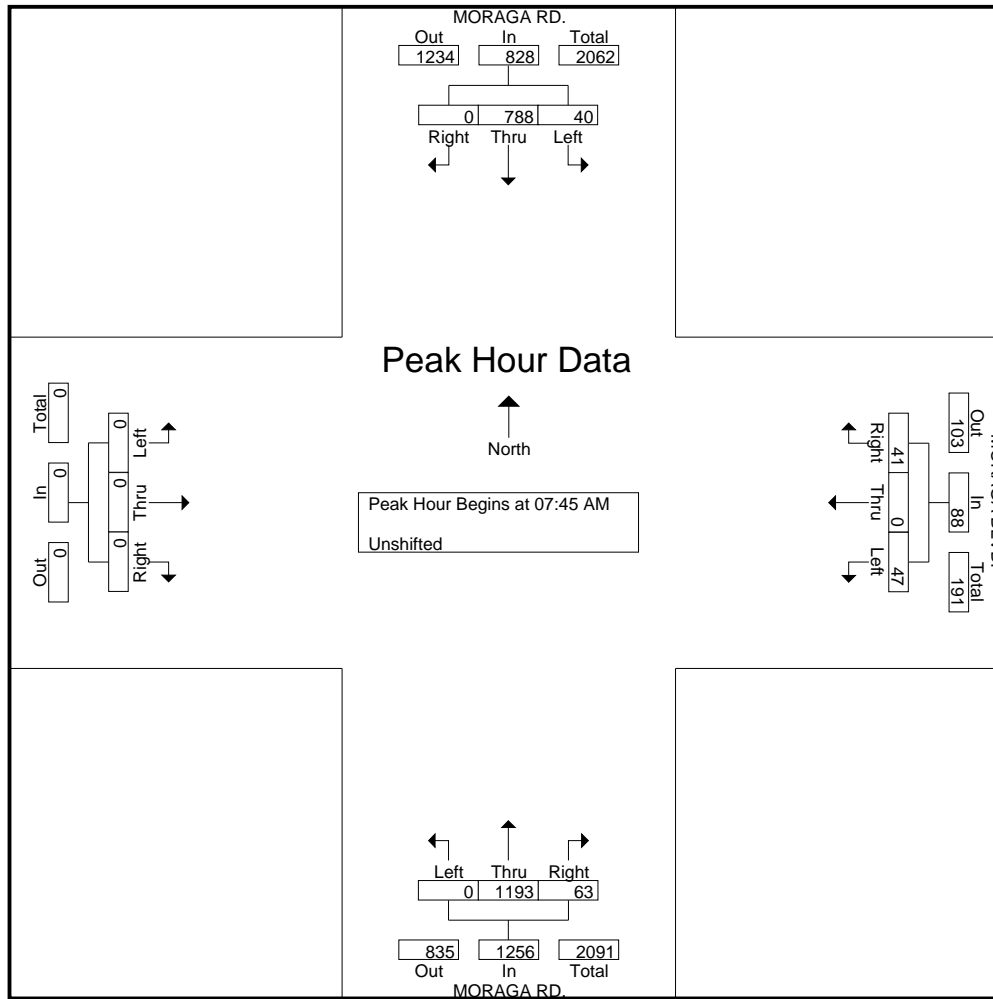 MORAGA RD.
Out In Total
1234 828 2062
0 788 40
Right Thru Left
Peak Hour Data
North
Peak Hour Begins at 07:45 AM
Unshifted
Total In Out
0 0 0
0 0 0
Left Thru Right
Right Thru Left
41 0 47
103 88 191
Out In Total
Left Thru Right
0 1193 63
835 1256 2091
Out In Total
MORAGA RD.